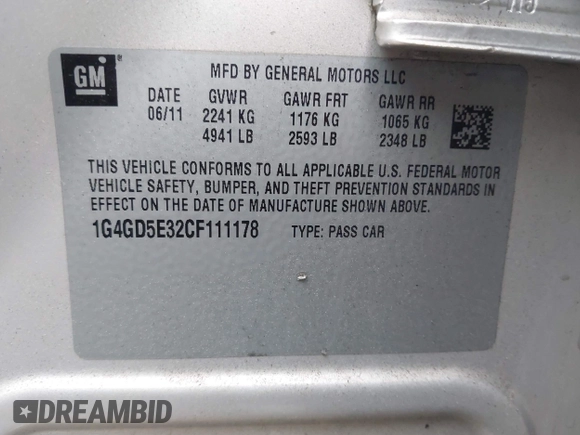 GM
MFD BY GENERAL MOTORS LLC
DATE GVWR GAWR FRT GAWR RR
06/11 2241 KG 1176 KG 1065 KG
4941 LB 2593 LB 2348 LB
THIS VEHICLE CONFORMS TO ALL APPLICABLE U.S. FEDERAL MOTOR
VEHICLE SAFETY, BUMPER, AND THEFT PREVENTION STANDARDS IN
EFFECT ON THE DATE OF MANUFACTURE SHOWN ABOVE.
1G4GD5E32CF111178 TYPE: PASS CAR
DREAMBID